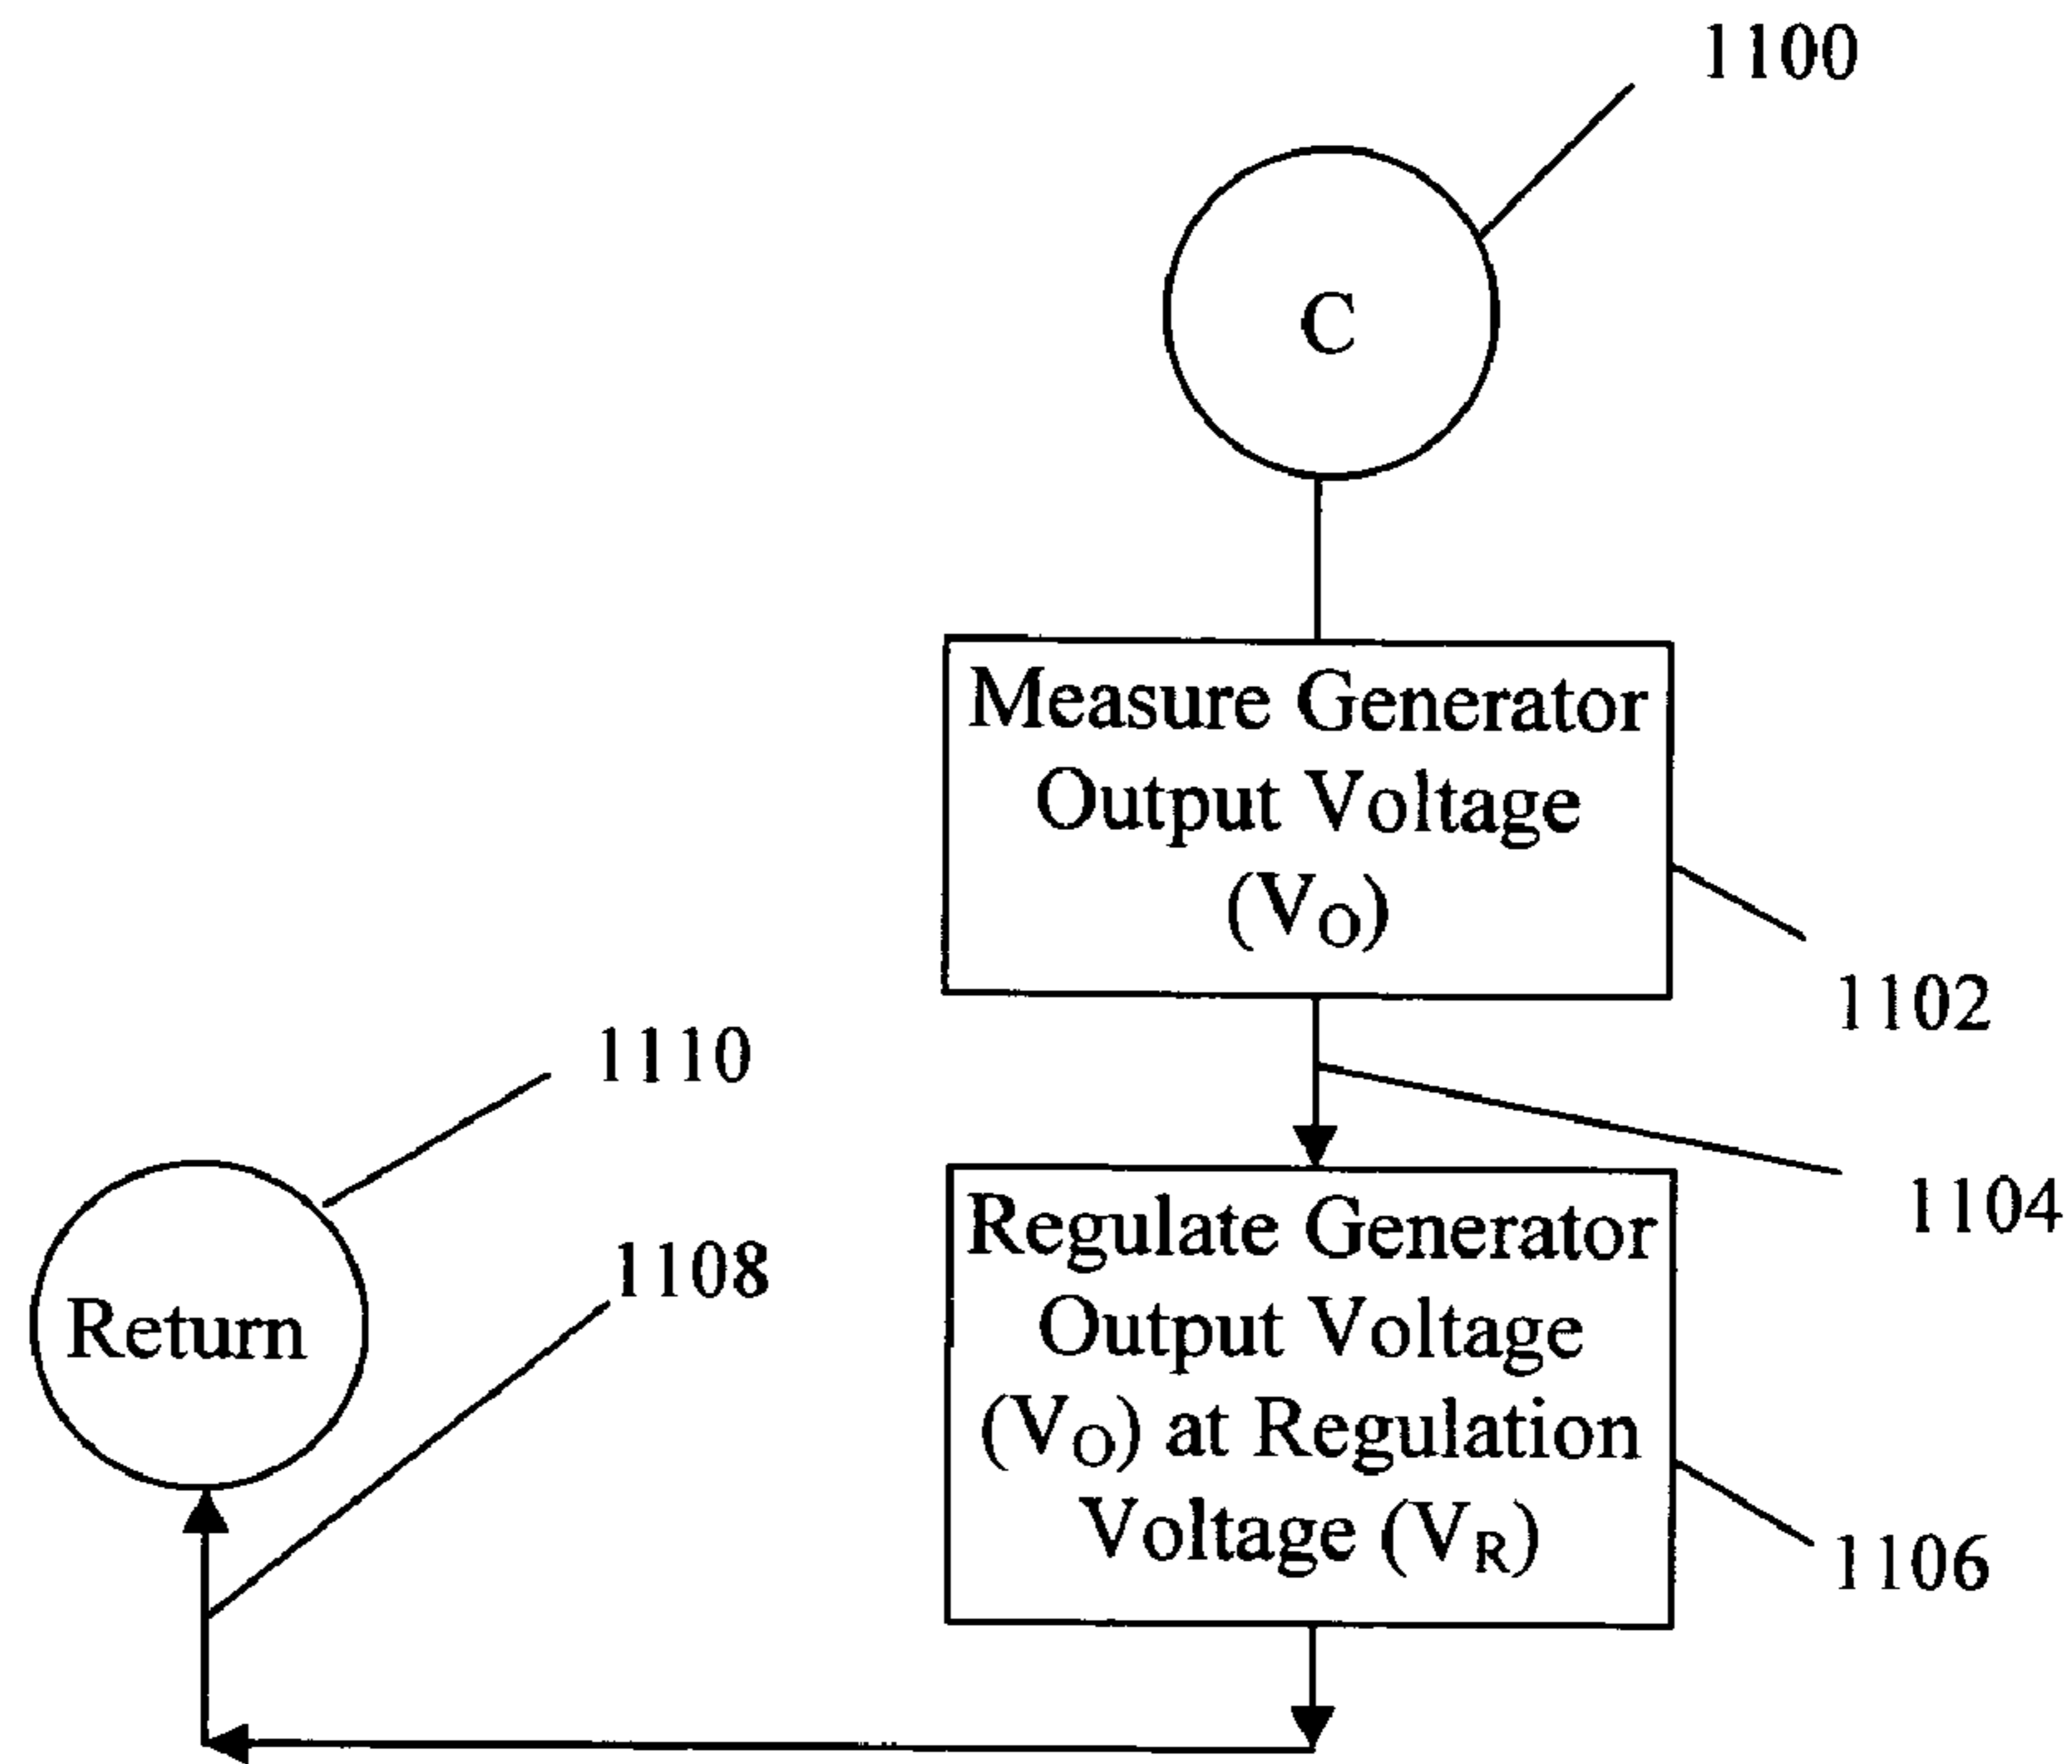 1100
C
Measure Generator
Output Voltage
(VO)
1102
1110
1104
Return
1108
Regulate Generator
Output Voltage
(VO) at Regulation
Voltage (VR)
1106